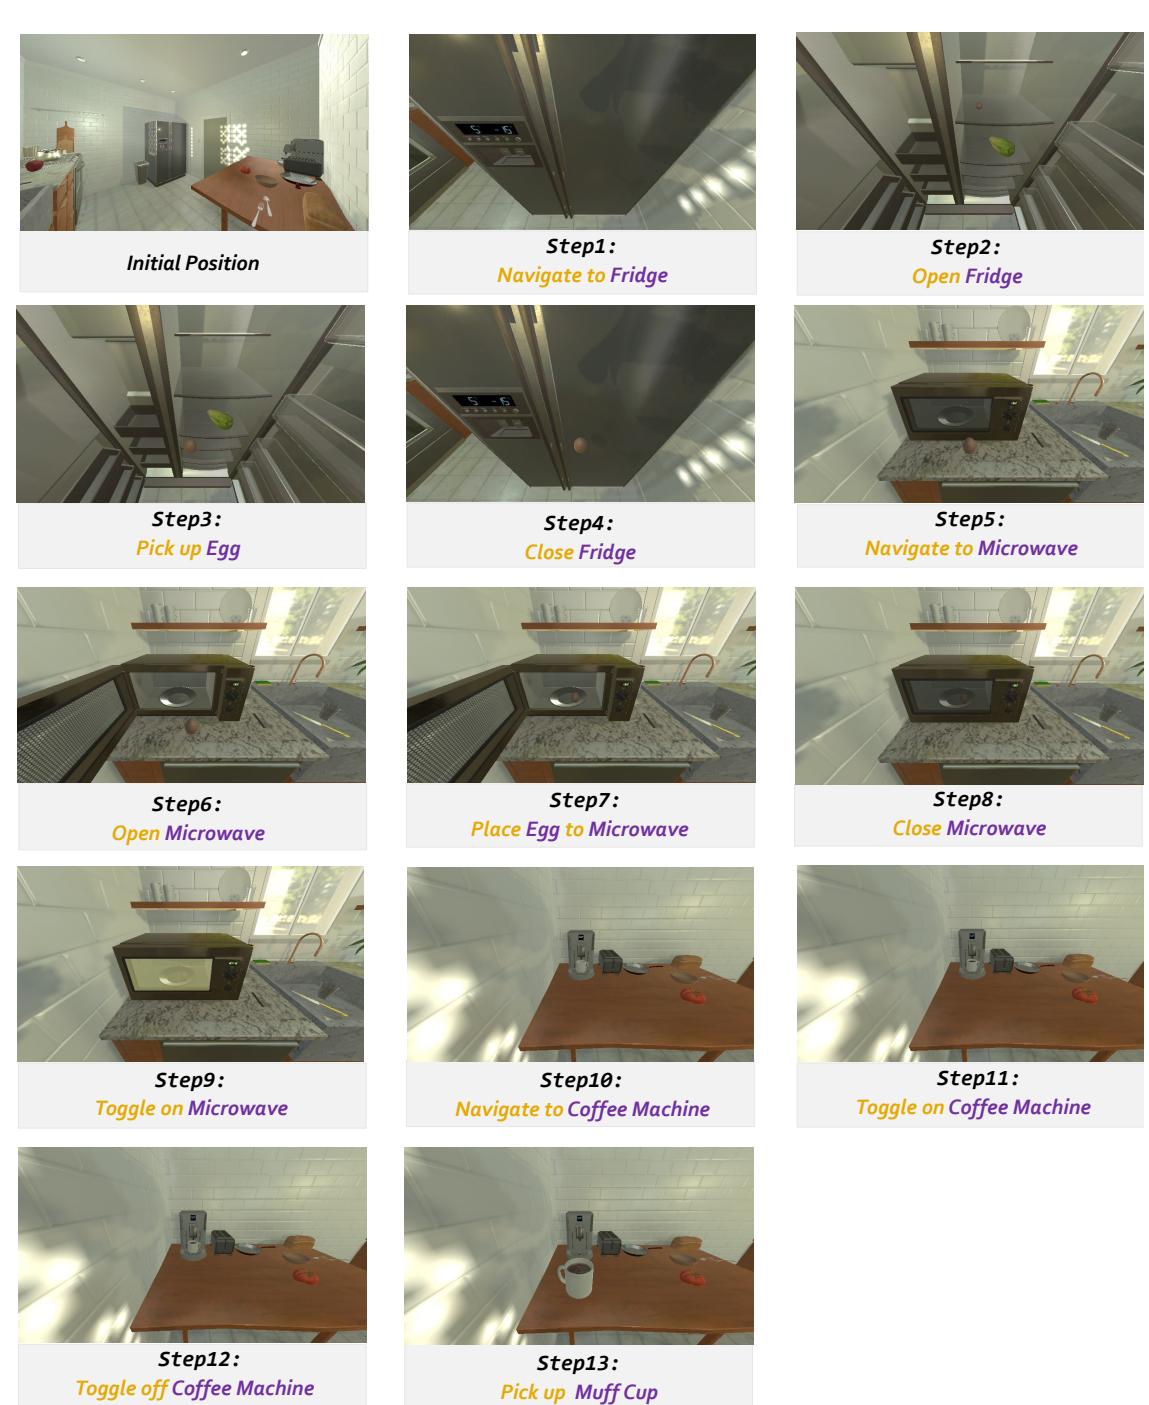 Initial Position
Step1:
Navigate to Fridge
Step2:
Open Fridge
Step3:
Pick up Egg
Step4:
Close Fridge
Step5:
Navigate to Microwave
Step6:
Open Microwave
Step7:
Place Egg to Microwave
Step8:
Close Microwave
Step9:
Toggle on Microwave
Step10:
Navigate to Coffee Machine
Step11:
Toggle on Coffee Machine
Step12:
Toggle off Coffee Machine
Step13:
Pick up Muff Cup